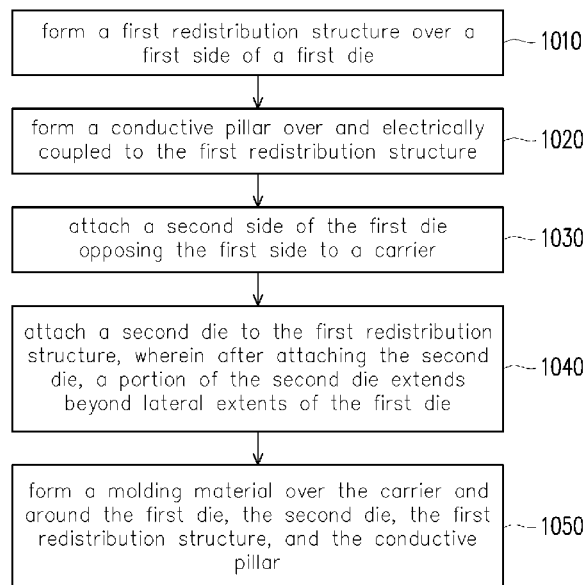 form a first redistribution structure over a
first side of a first die
1010
form a conductive pillar over and electrically
coupled to the first redistribution structure
1020
attach a second side of the first die
opposing the first side to a carrier
1030
attach a second die to the first redistribution
structure, wherein after attaching the second
die, a portion of the second die extends
beyond lateral extents of the first die
1040
form a molding material over the carrier and
around the first die, the second die, the first
redistribution structure, and the conductive
pillar
1050